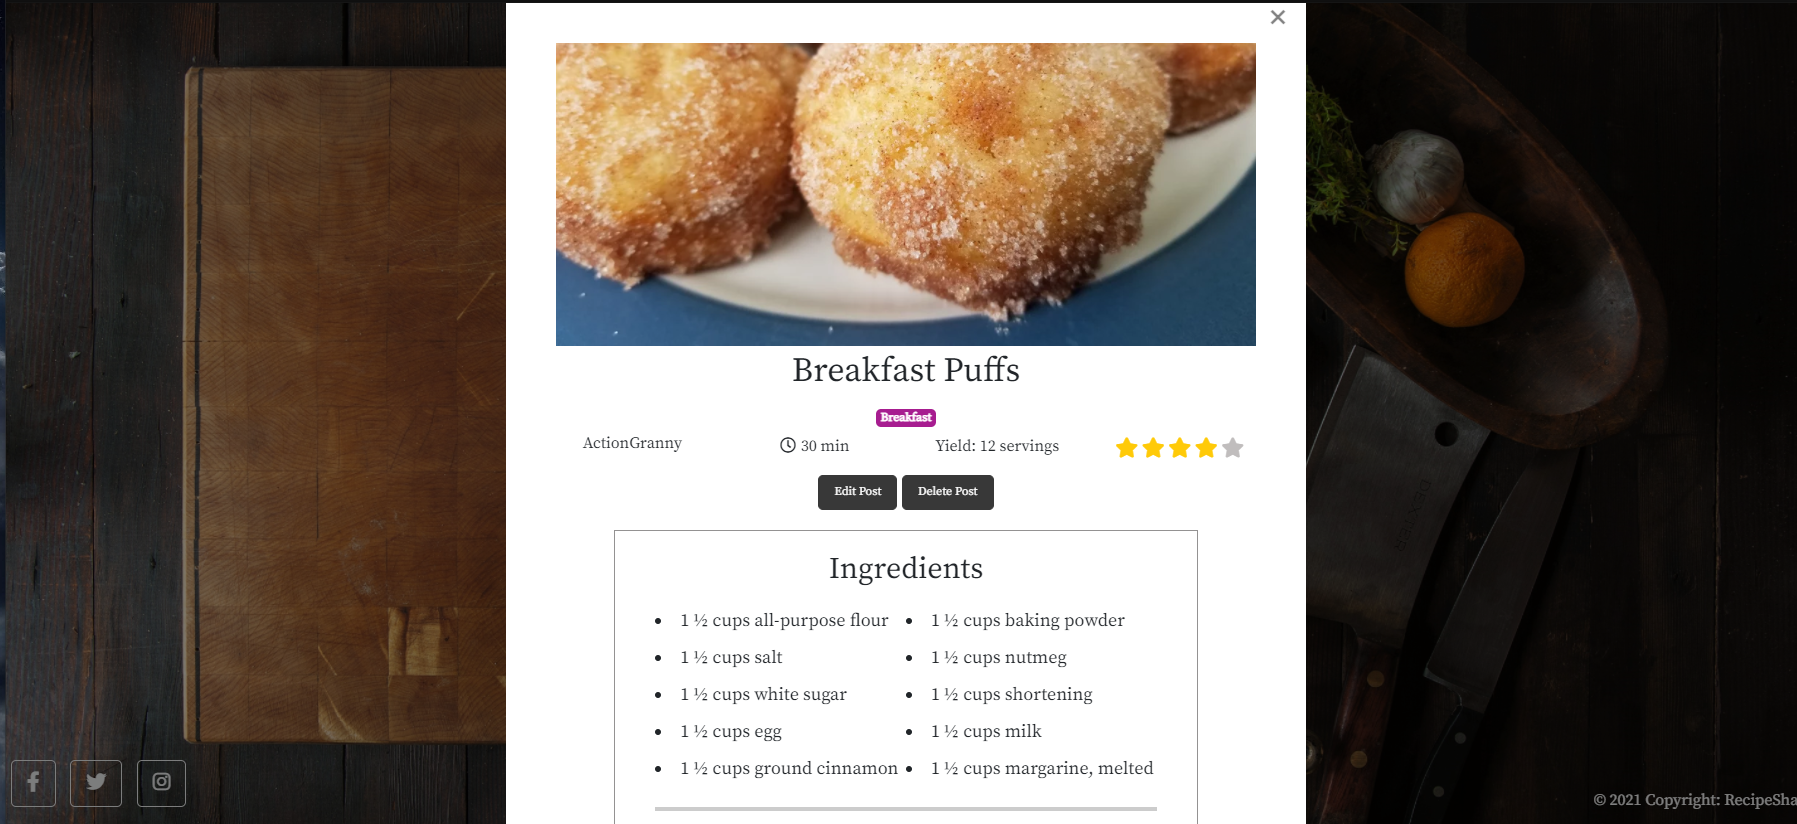 Breakfast Puffs
Breakfast
ActionGranny
30 min
Yield: 12 servings
Edit Post
Delete Post
Ingredients
1 ½ cups all-purpose flour
1 ½ cups baking powder
1 ½ cups salt
1 ½ cups nutmeg
1 ½ cups white sugar
1 ½ cups shortening
1 ½ cups egg
1 ½ cups milk
1 ½ cups ground cinnamon
1 ½ cups margarine, melted
© 2021 Copyright: RecipeSha